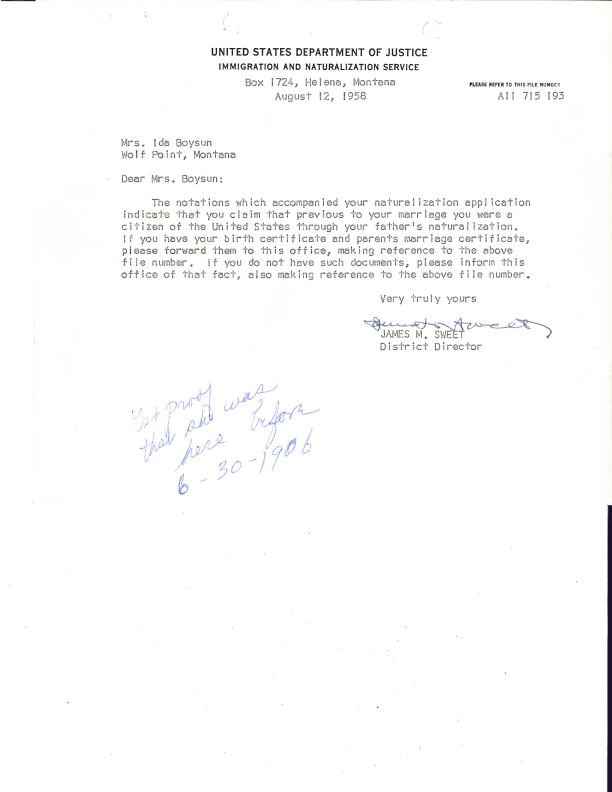 UNITED STATES DEPARTMENT OF JUSTICE
IMMIGRATION AND NATURALIZATION SERVICE
Box 1724, Helena, Montana
August 12, 1958
PLEASE REFER TO THIS FILE NUMBER
A11 715 193
Mrs. Ida Boysun
Wolf Point, Montana
Dear Mrs. Boysun:
The notations which accompanied your naturalization application
indicate that you claim that previous to your marriage you were a
citizen of the United States through your father's naturalization.
If you have your birth certificate and parents marriage certificate,
please forward them to this office, making reference to the above
file number. If you do not have such documents, please inform this
office of that fact, also making reference to the above file number.
Very truly yours
James M Sweet
JAMES M. SWEET
District Director
Get proof
that she was
here before
6-30-1906